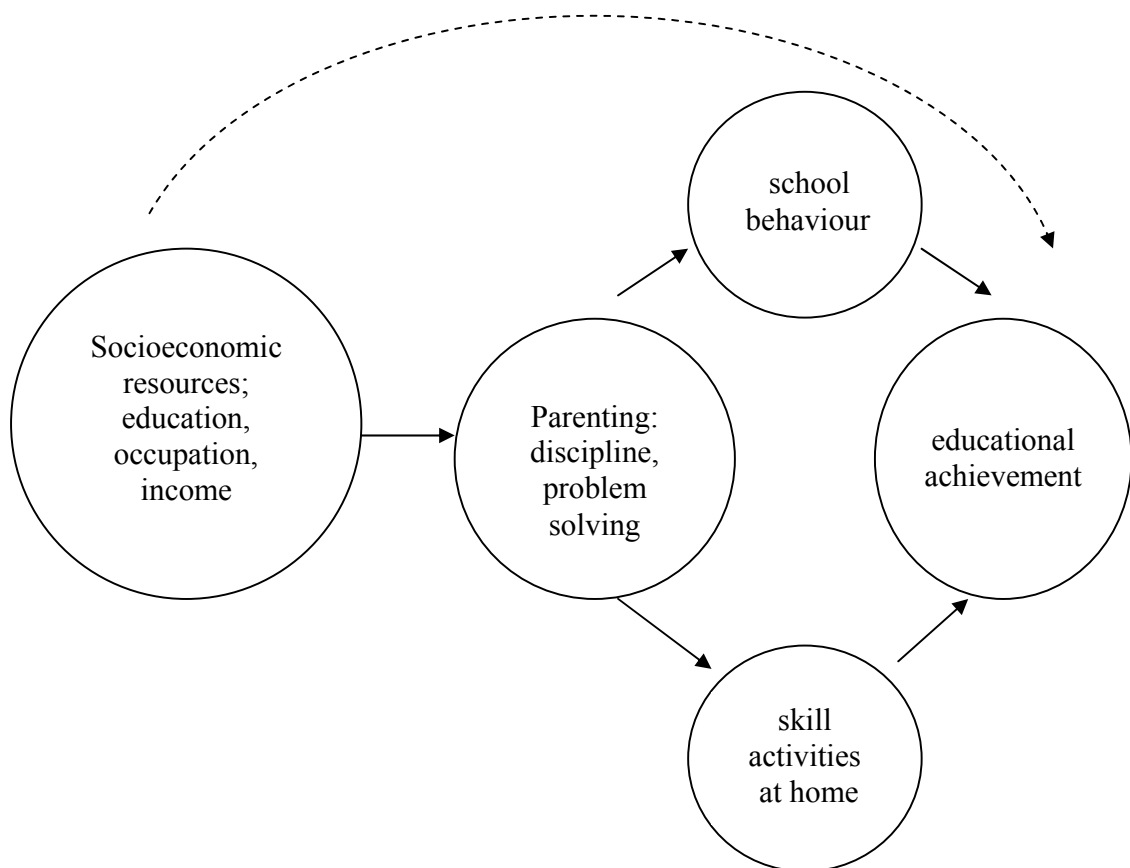 school
behaviour
Socioeconomic
resources;
education,
occupation,
income
Parenting:
discipline,
problem
solving
educational
achievement
skill
activities
at home